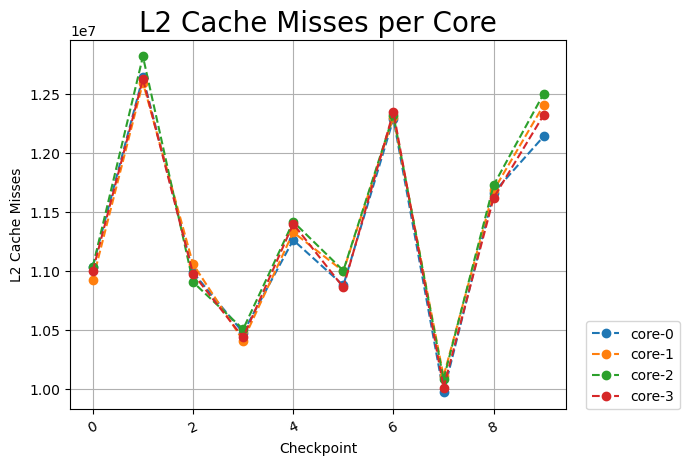 L2 Cache Misses per Core
1e7
1.25
1.20
1.15
1.10
1.05
1.00
L2 Cache Misses
0 2 4 6 8
Checkpoint
core-0
core-1
core-2
core-3